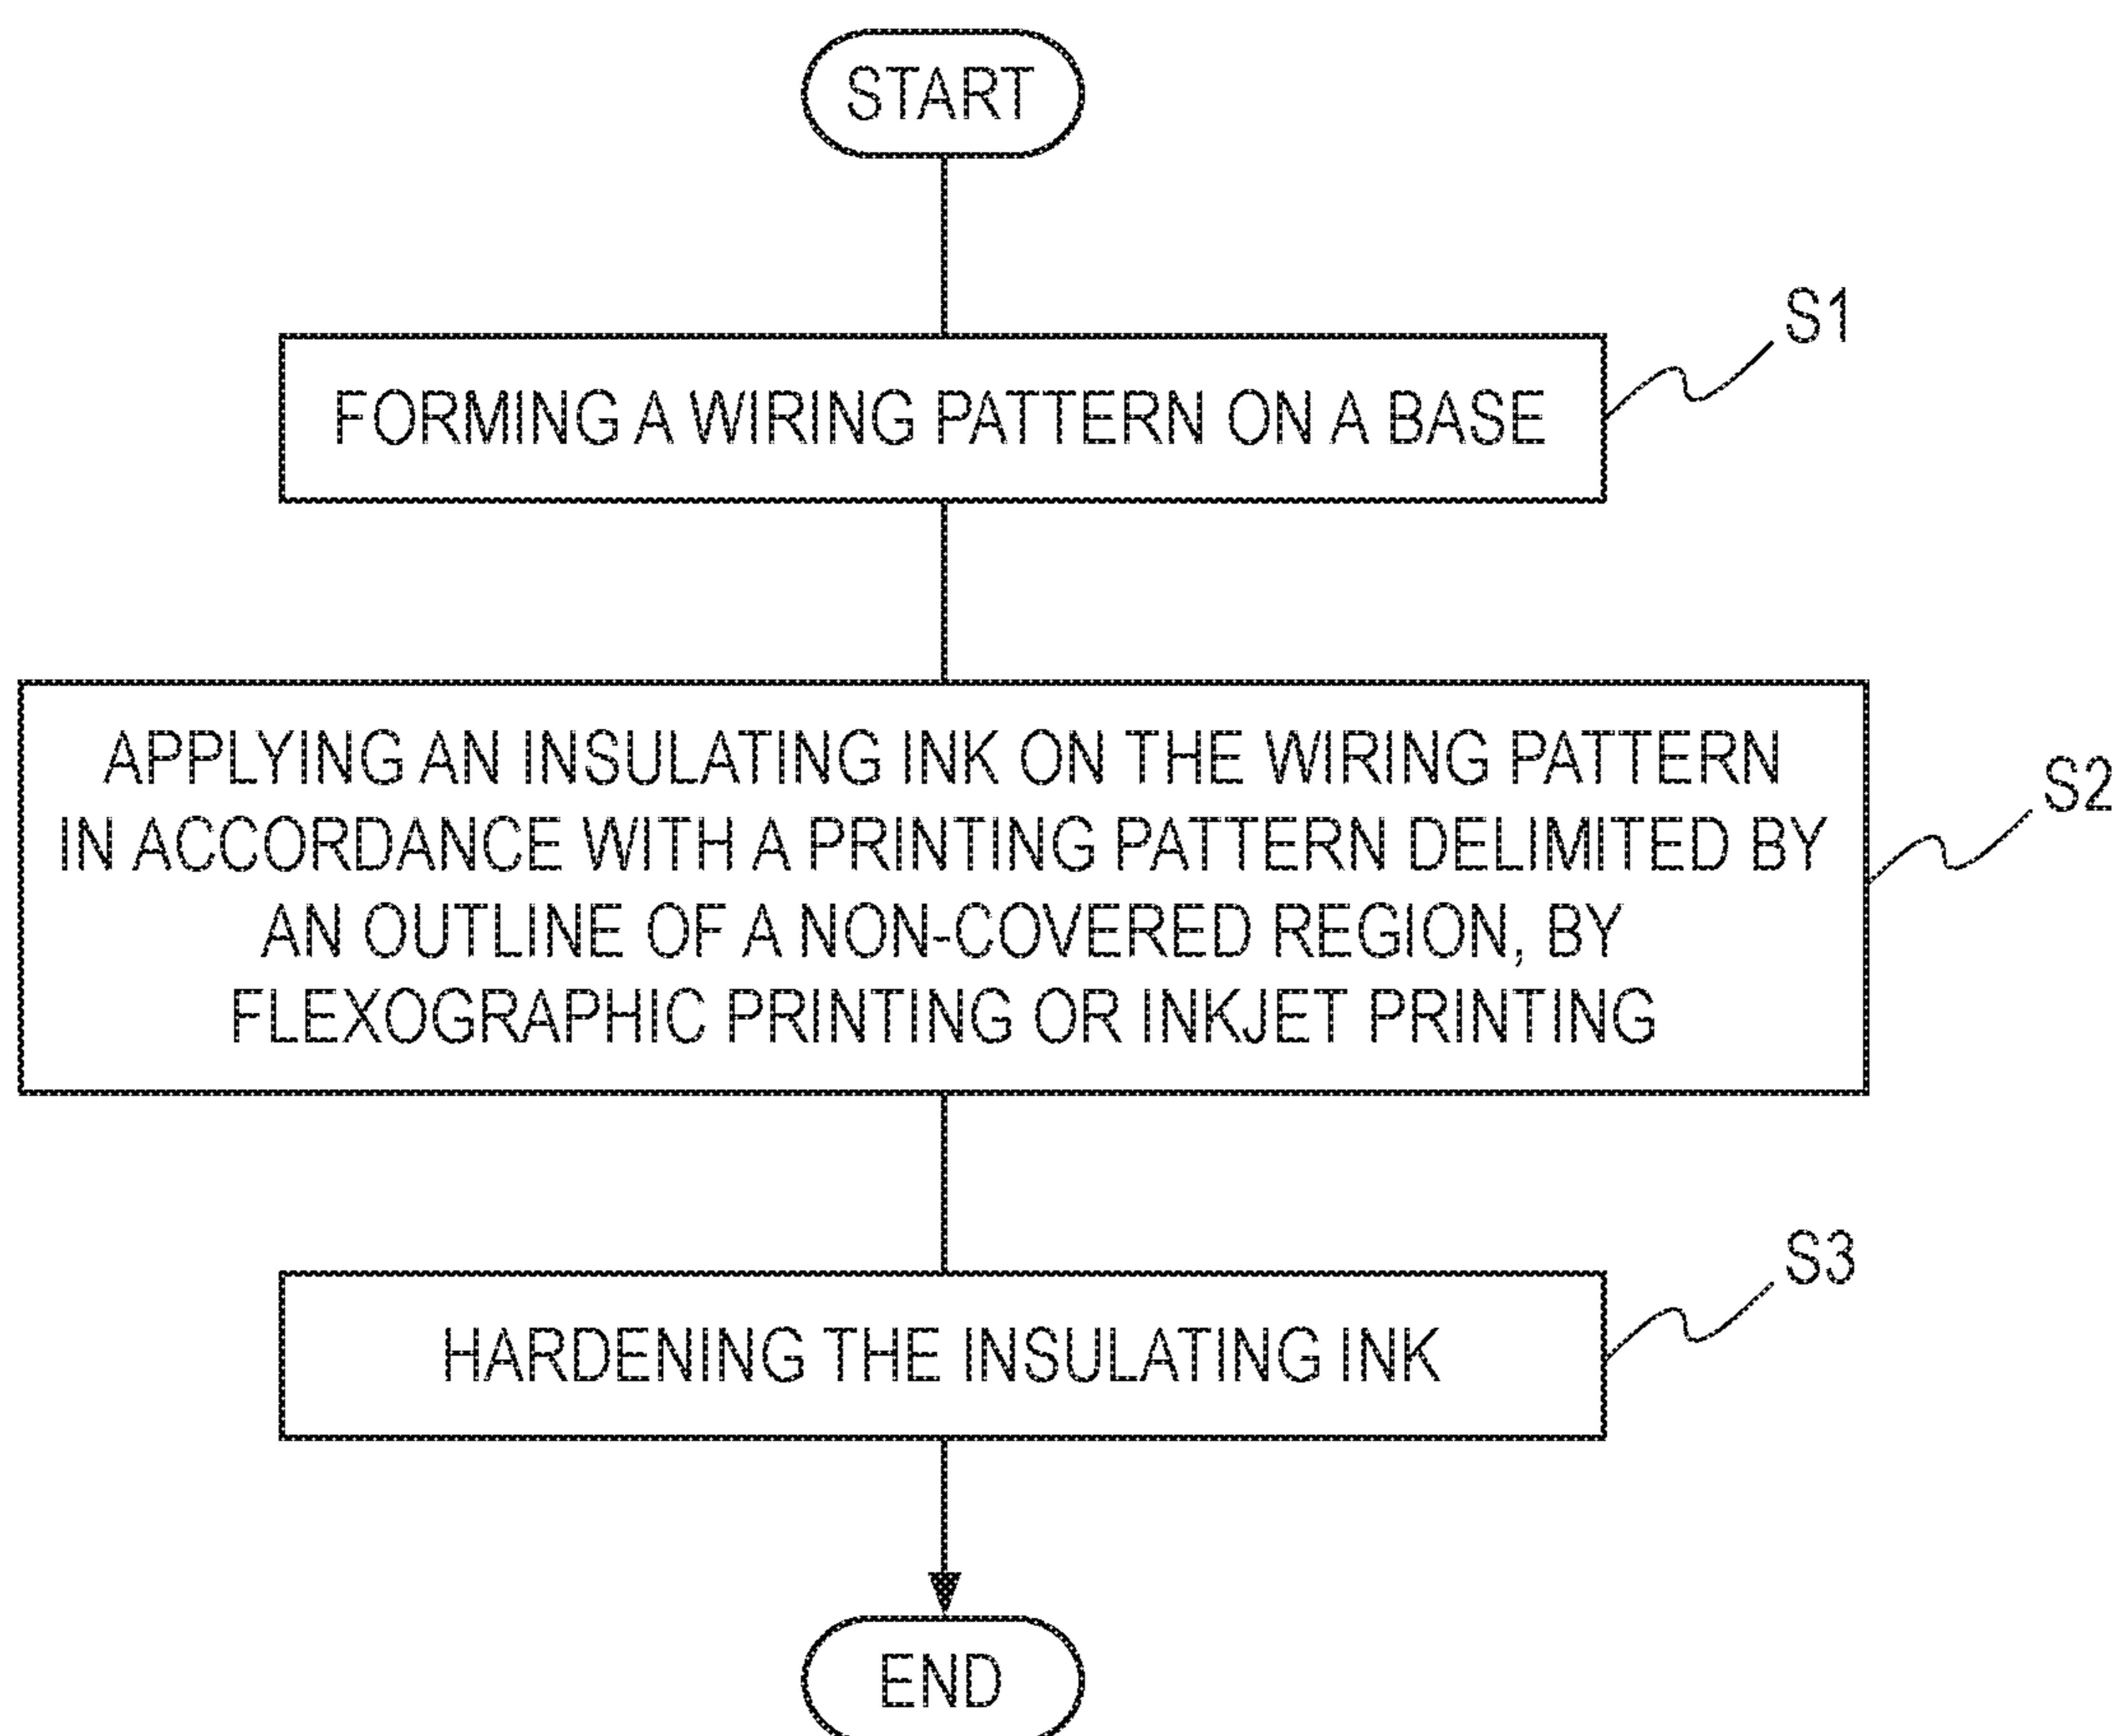 START
S1
FORMING A WIRING PATTERN ON A BASE
APPLYING AN INSULATING INK ON THE WIRING PATTERN
S2
IN ACCORDANCE WITH A PRINTING PATTERN DELIMITED BY
AN OUTLINE OF A NON-COVERED REGION, BY
FLEXOGRAPHIC PRINTING OR INKJET PRINTING
S3
HARDENING THE INSULATING INK
END